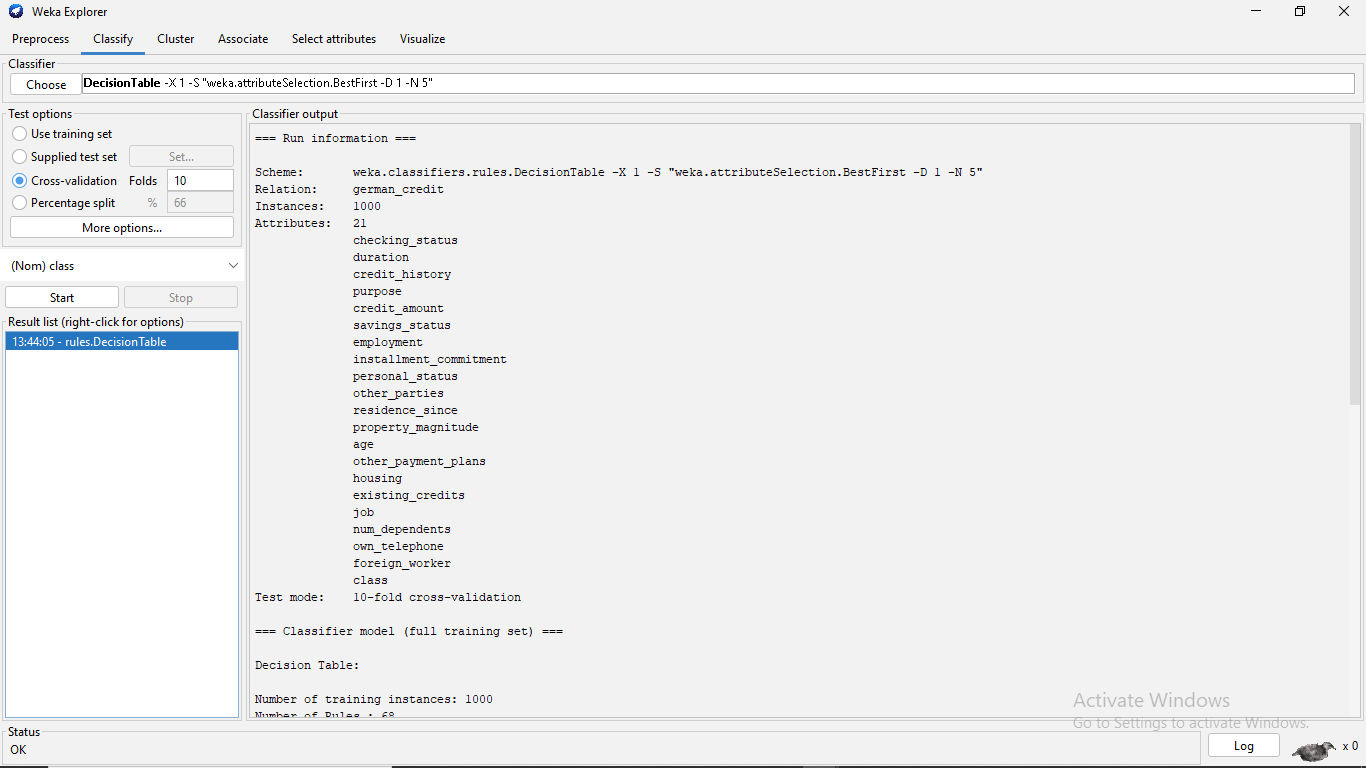 Weka Explorer
Preprocess Classify Cluster Associate Select attributes Visualize
Classifier
Choose DecisionTable -X 1 -S "weka.attributeSelection.BestFirst -D 1 -N 5"
Test options
Use training set
Supplied test set Set...
Cross-validation Folds 10
Percentage split % 66
More options...
(Nom) class
Start Stop
Result list (right-click for options)
13:44:05 - rules.DecisionTable
Classifier output
=== Run information ===
Scheme: weka.classifiers.rules.DecisionTable -X 1 -S "weka.attributeSelection.BestFirst -D 1 -N 5"
Relation: german_credit
Instances: 1000
Attributes: 21
checking_status
duration
credit_history
purpose
credit_amount
savings_status
employment
installment_commitment
personal_status
other_parties
residence_since
property_magnitude
age
other_payment_plans
housing
existing_credits
job
num_dependents
own_telephone
foreign_worker
class
Test mode: 10-fold cross-validation
=== Classifier model (full training set) ===
Decision Table:
Number of training instances: 1000
Number of Rules : 68
Activate Windows
Go to Settings to activate Windows.
Status
OK
Log x 0